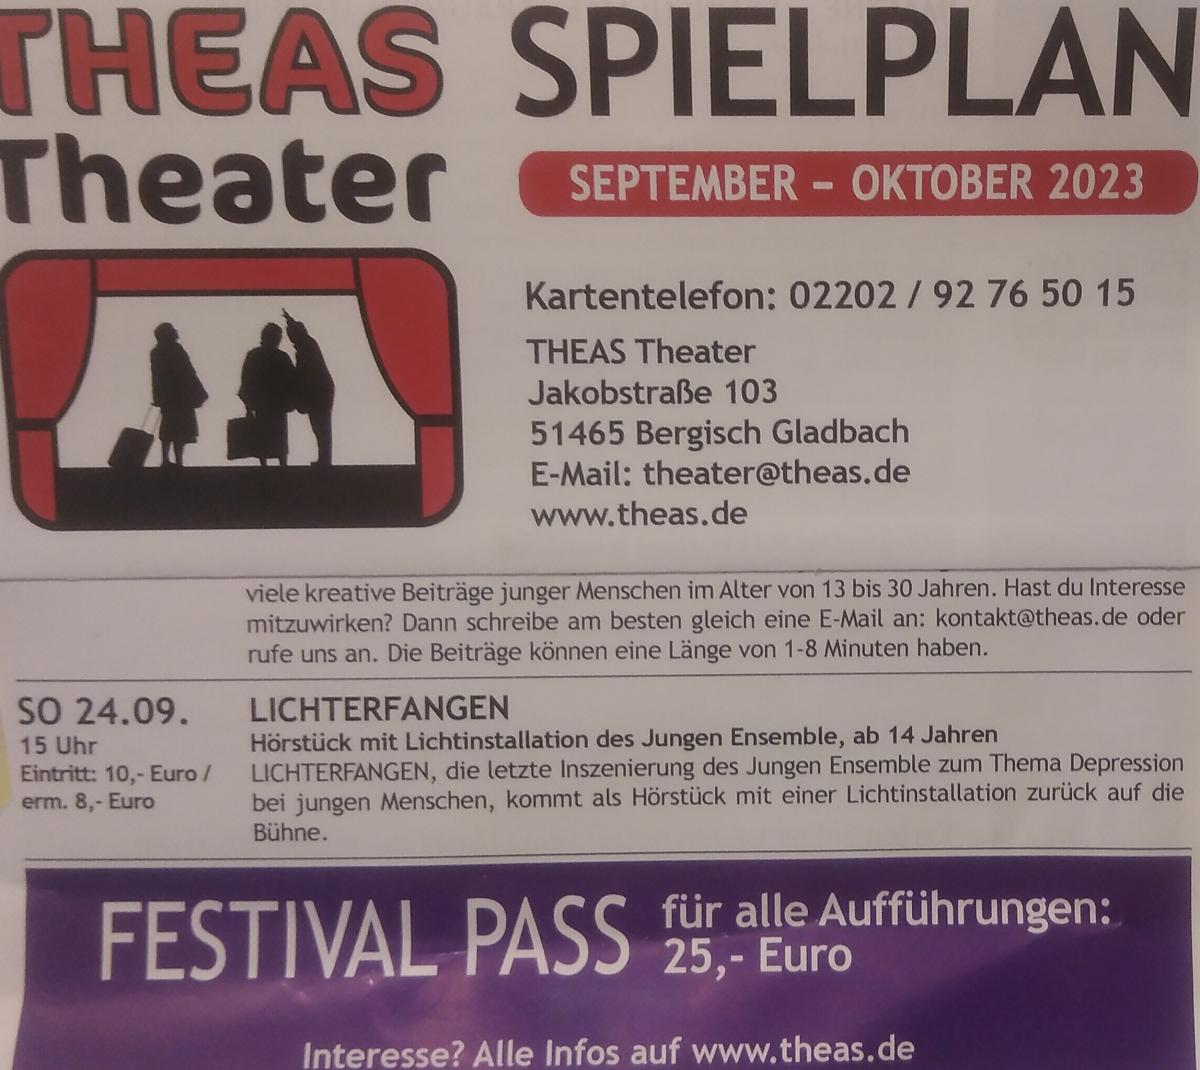 THEAS
Theater
SPIELPLAN
SEPTEMBER – OKTOBER 2023
Kartentelefon: 02202 / 92 76 50 15
THEAS Theater
Jakobstraße 103
51465 Bergisch Gladbach
E-Mail: theater@theas.de
www.theas.de
viele kreative Beiträge junger Menschen im Alter von 13 bis 30 Jahren. Hast du Interesse
mitzuwirken? Dann schreibe am besten gleich eine E-Mail an: kontakt@theas.de oder
rufe uns an. Die Beiträge können eine Länge von 1-8 Minuten haben.
SO 24.09.
15 Uhr
Eintritt: 10,- Euro /
erm. 8,- Euro
LICHTERFANGEN
Hörstück mit Lichtinstallation des Jungen Ensemble, ab 14 Jahren
LICHTERFANGEN, die letzte Inszenierung des Jungen Ensemble zum Thema Depression
bei jungen Menschen, kommt als Hörstück mit einer Lichtinstallation zurück auf die
Bühne.
FESTIVAL PASS
für alle Aufführungen:
25,- Euro
Interesse? Alle Infos auf www.theas.de